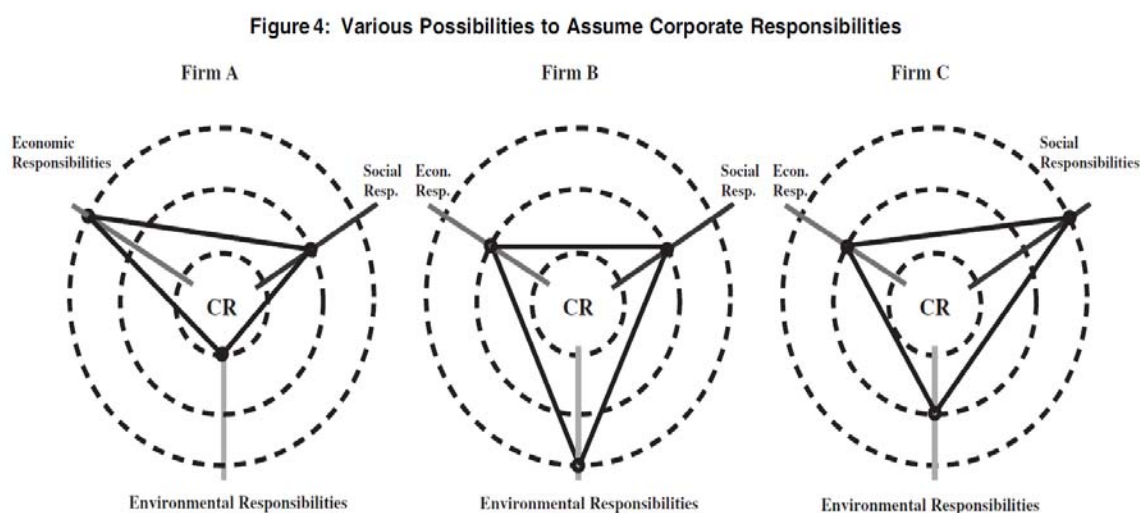 Figure 4: Various Possibilities to Assume Corporate Responsibilities
Firm A
Firm B
Firm C
Economic
Responsibilities
Social
Resp.
Econ.
Resp.
Social
Resp.
Econ.
Resp.
Social
Responsibilities
CR
CR
CR
Environmental Responsibilities
Environmental Responsibilities
Environmental Responsibilities